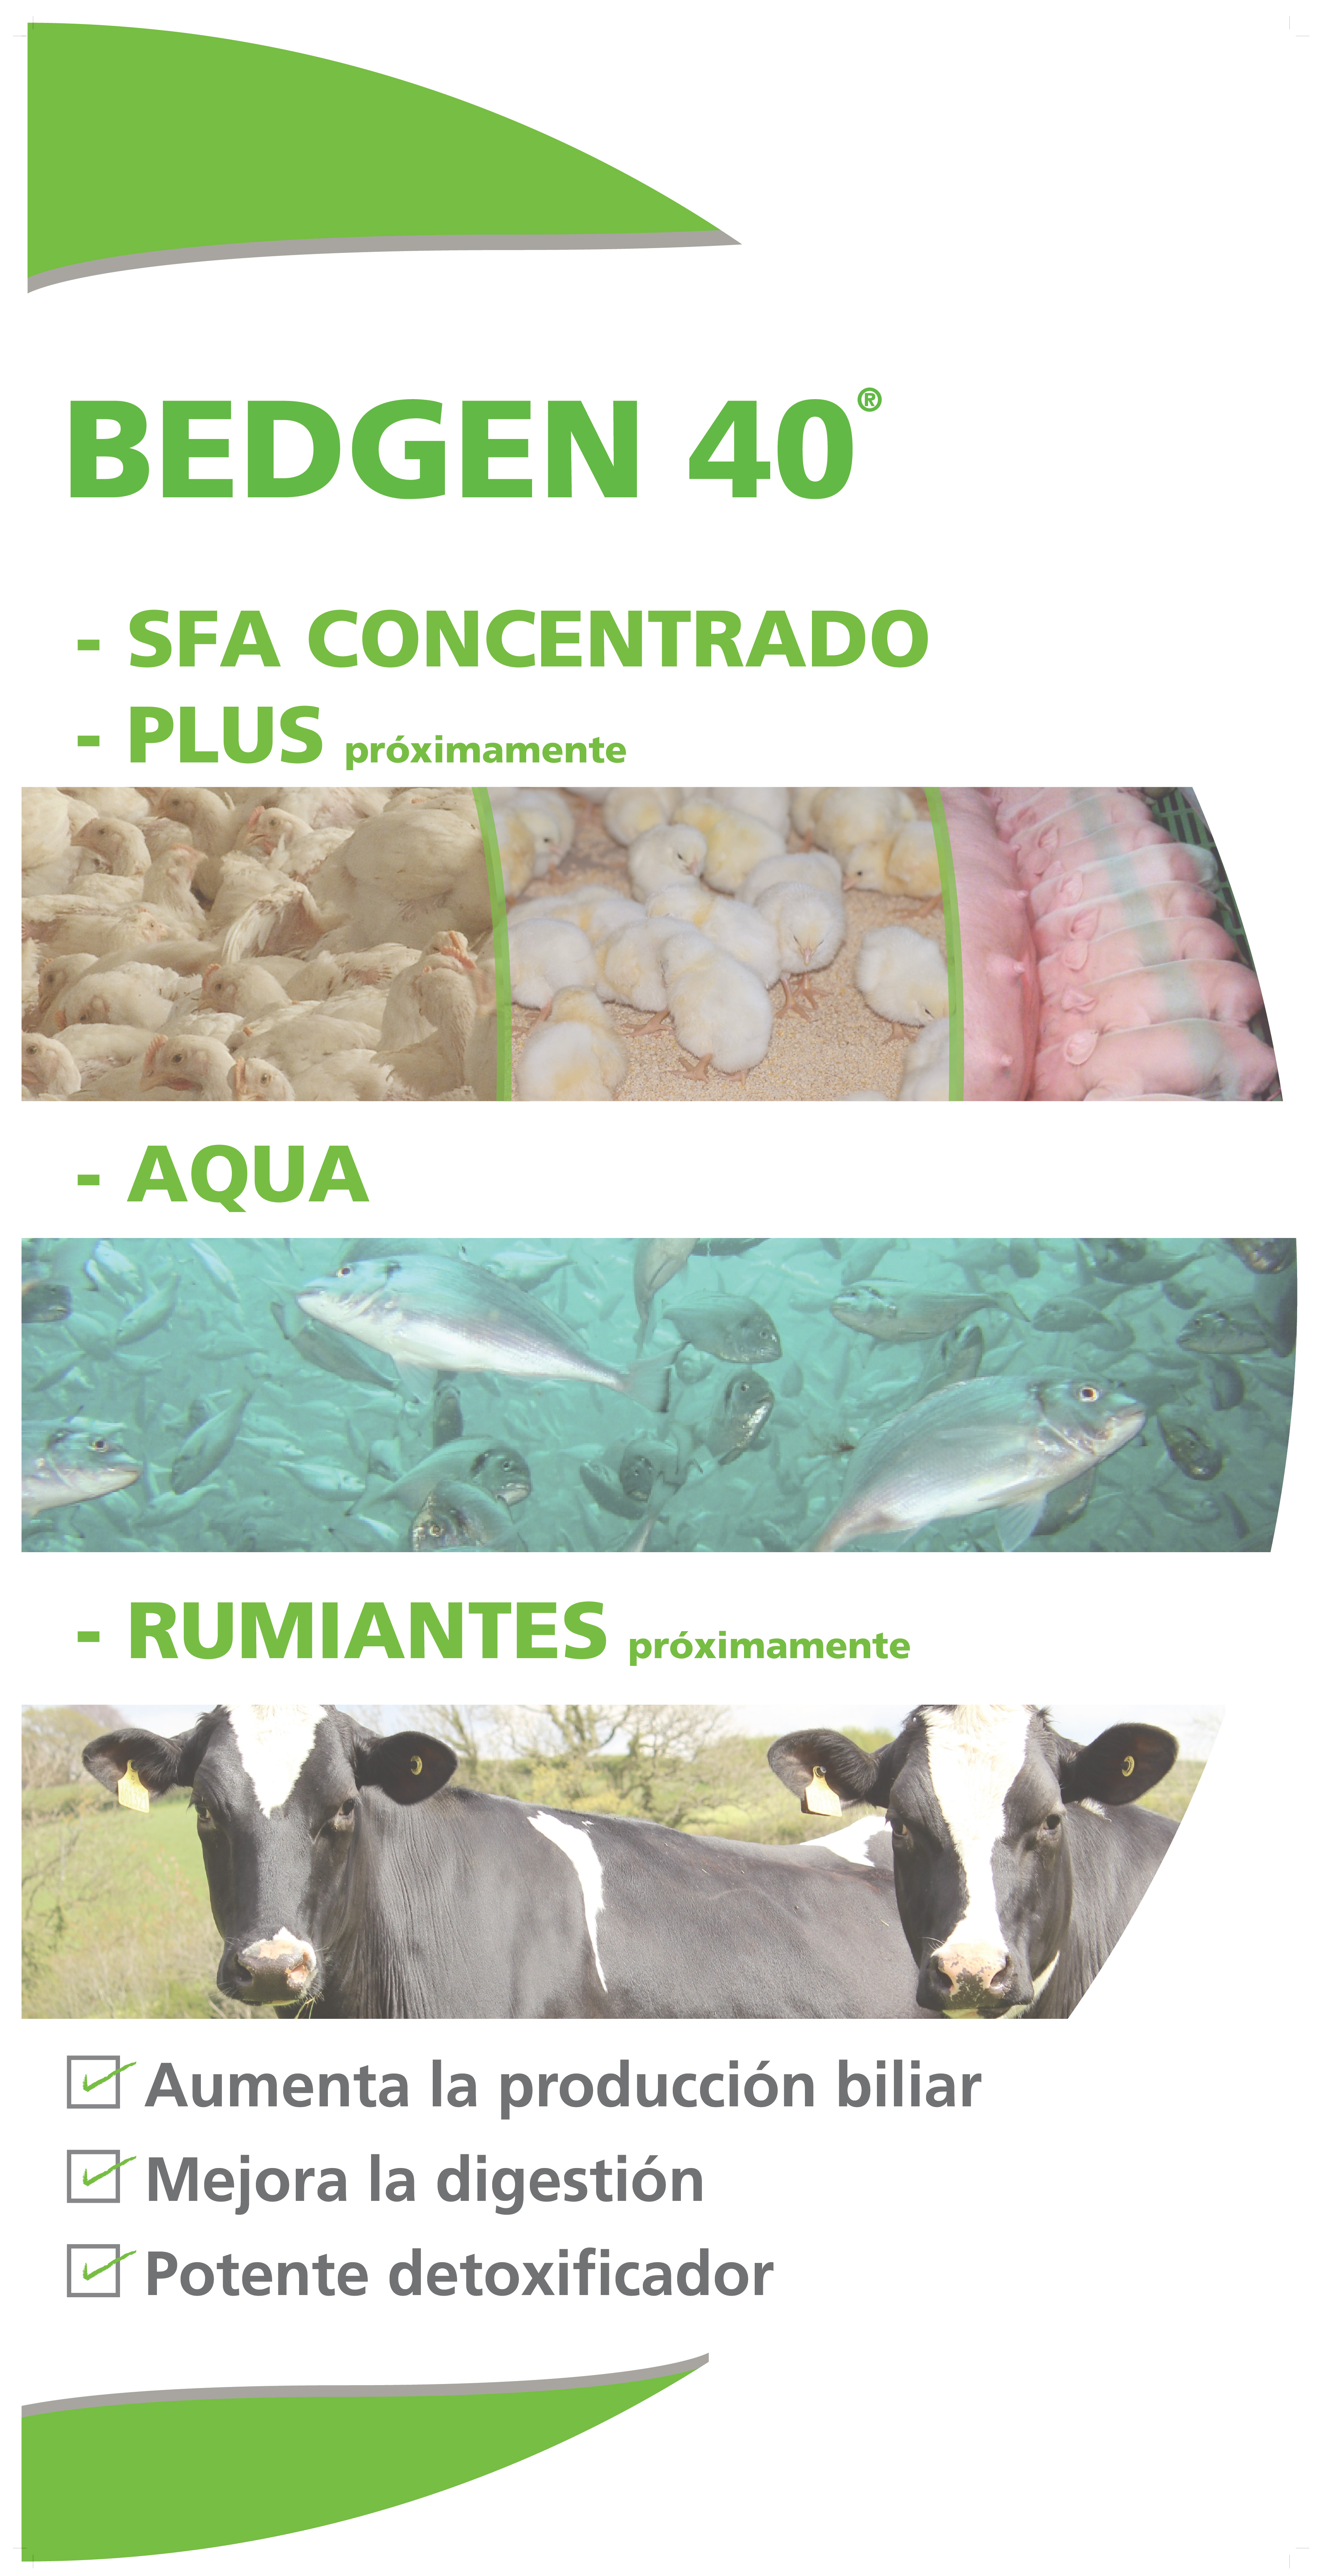 BEDGEN 40®
- SFA CONCENTRADO
- PLUS próximamente
- AQUA
- RUMIANTES próximamente
Aumenta la producción biliar
Mejora la digestión
Potente detoxificador